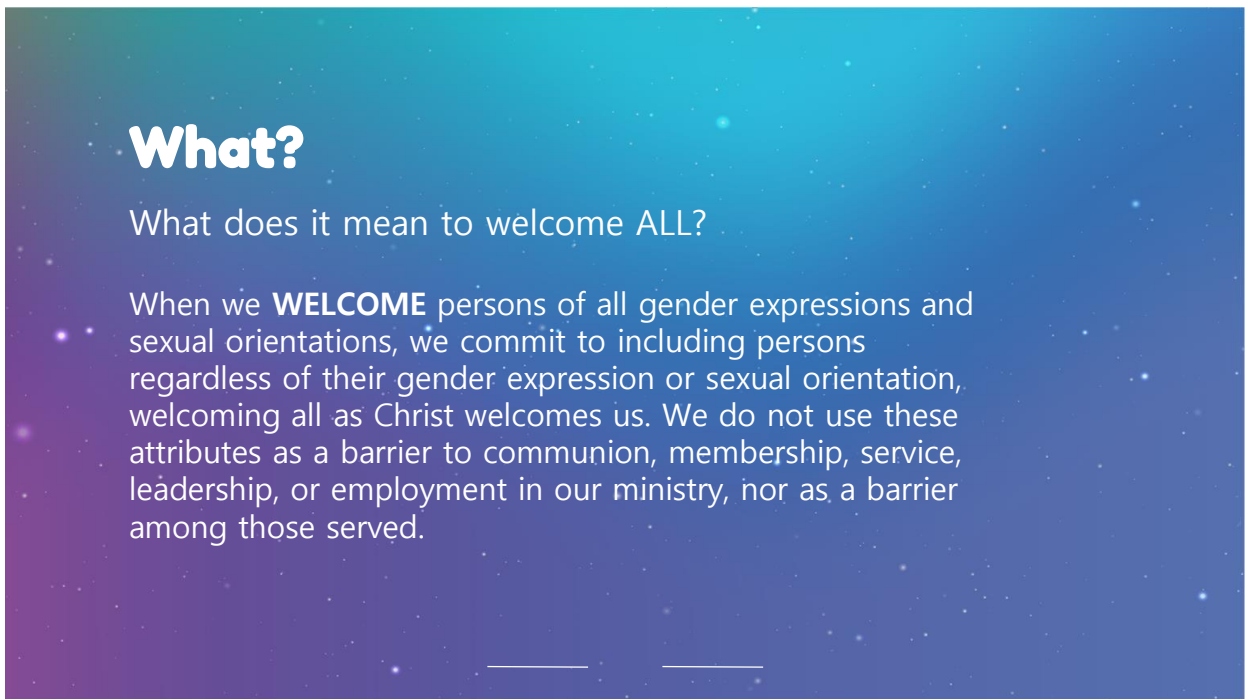 What?
What does it mean to welcome ALL?
When we WELCOME persons of all gender expressions and
sexual orientations, we commit to including persons
regardless of their gender expression or sexual orientation,
welcoming all as Christ welcomes us. We do not use these
attributes as a barrier to communion, membership, service,
leadership, or employment in our ministry, nor as a barrier
among those served.